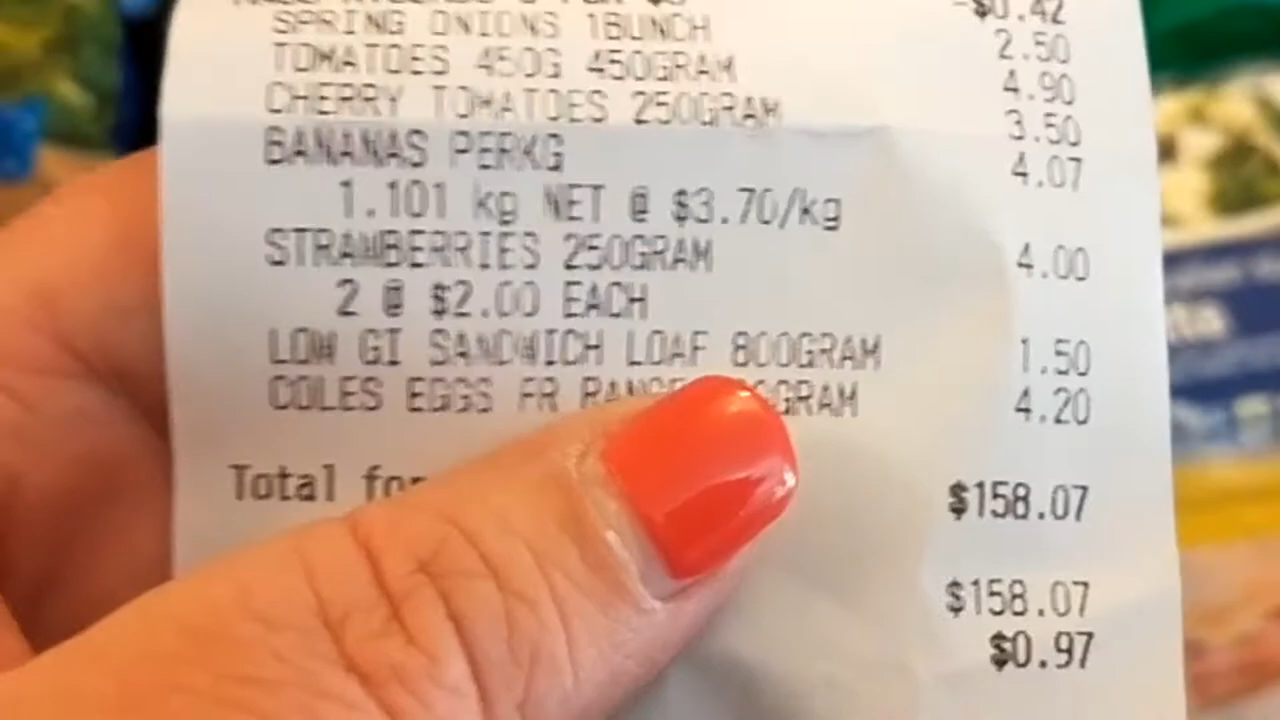 -$0.42
SPRING ONIONS 1BUNCH 2.50
TOMATOES 450G 450GRAM 4.90
CHERRY TOMATOES 250GRAM 3.50
BANANAS PERKG 4.07
1.101 kg NET @ $3.70/kg
STRAWBERRIES 250GRAM 4.00
2 @ $2.00 EACH
LOW GI SANDWICH LOAF 800GRAM 1.50
COLES EGGS FR 4.20
Total for $158.07
$158.07
$0.97